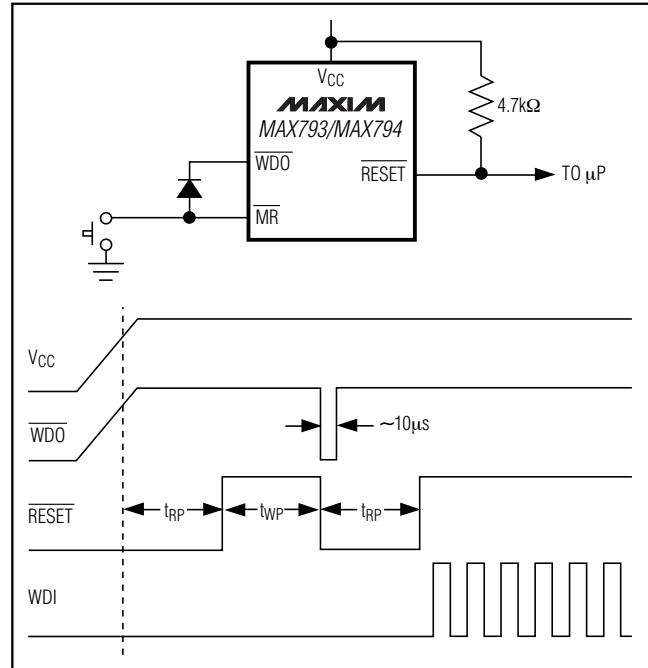 VCC
MAXIM
MAX793/MAX794
4.7kΩ
WDO
RESET
TO µP
MR
VCC
WDO
~10µs
RESET
tRP
tWP
tRP
WDI